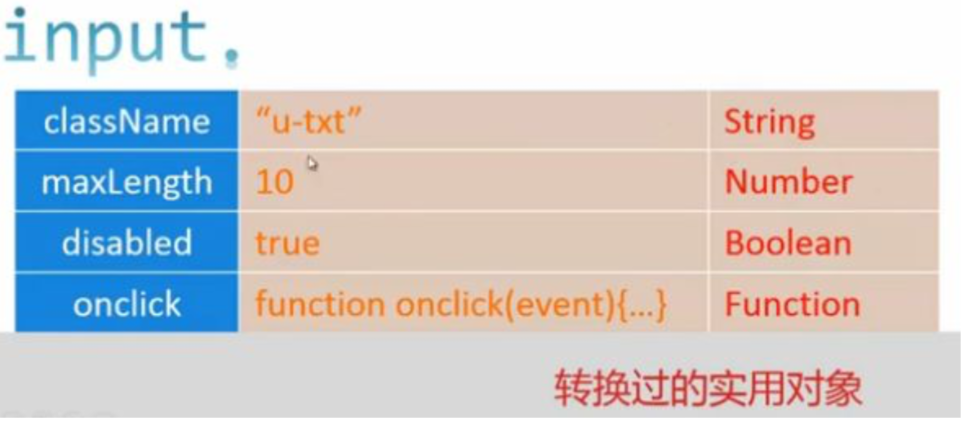 input.
className "u-txt" String
maxLength 10 Number
disabled true Boolean
onclick function onclick(event){...} Function
转换过的实用对象